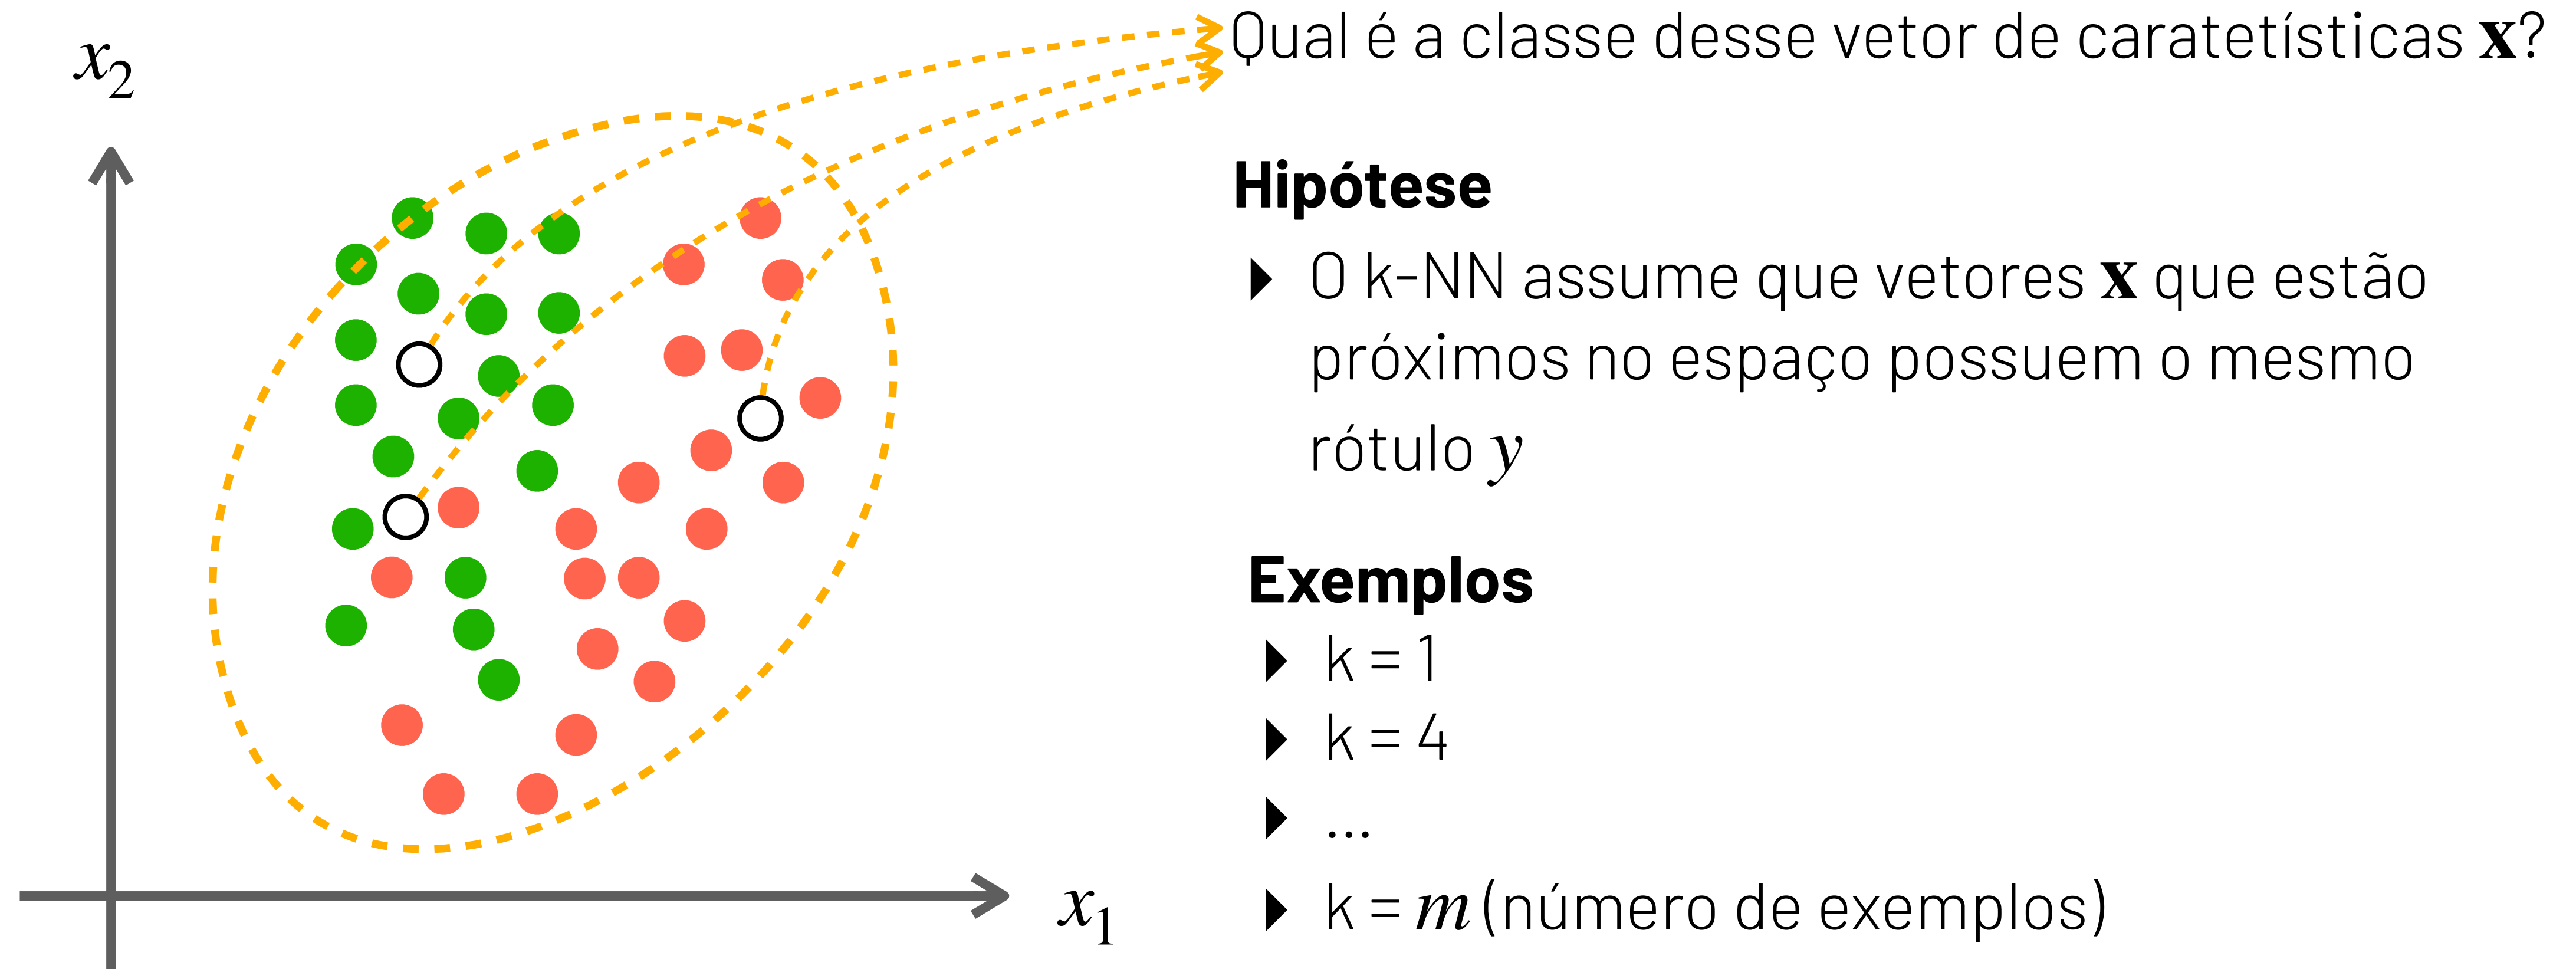 Qual é a classe desse vetor de caratetísticas x?
x2
Hipótese
O k-NN assume que vetores x que estão
próximos no espaço possuem o mesmo
rótulo y
Exemplos
k = 1
k = 4
...
k = m (número de exemplos)
x1